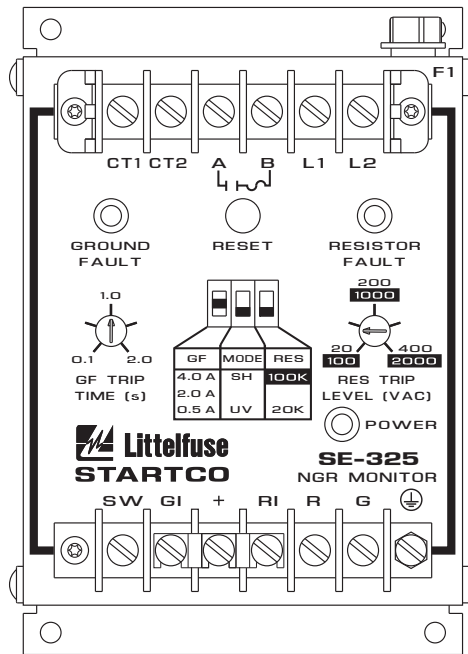 F1
CT1 CT2 A B L1 L2
GROUND FAULT
RESET
RESISTOR FAULT
1.0
0.1 2.0
GF TRIP
TIME (s)
GF MODE RES
4.0 A SH 100K
2.0 A
0.5 A UV 20K
200
1000
20 400
100 2000
RES TRIP
LEVEL (VAC)
POWER
Littelfuse
STARTCO
SE-325
NGR MONITOR
SW GI + RI R G